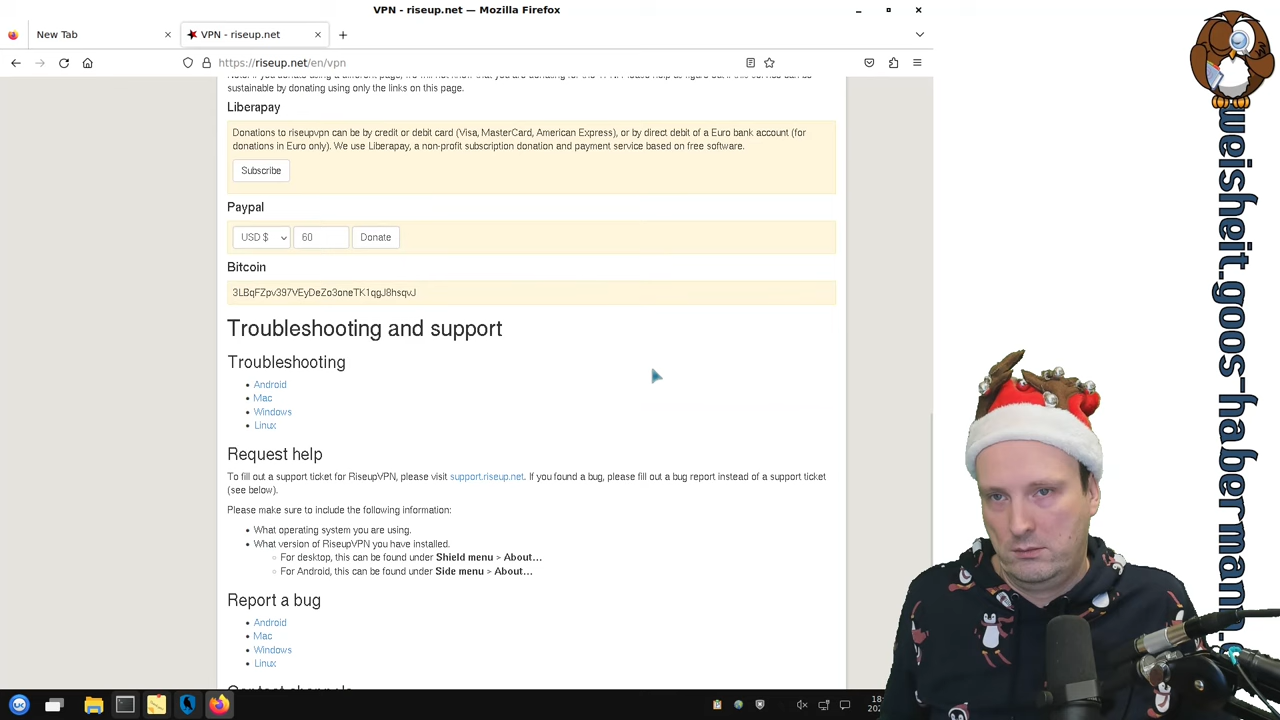 VPN - riseup.net — Mozilla Firefox
New Tab
VPN - riseup.net
https://riseup.net/en/vpn
sustainable by donating using only the links on this page.
Liberapay
Donations to riseupvpn can be by credit or debit card (Visa, MasterCard, American Express), or by direct debit of a Euro bank account (for
donations in Euro only). We use Liberapay, a non-profit subscription donation and payment service based on free software.
Subscribe
Paypal
USD $
60
Donate
Bitcoin
3LBqFZpv397VEyDeZo3oneTK1qgJ8hsqvJ
Troubleshooting and support
Troubleshooting
• Android
• Mac
• Windows
• Linux
Request help
To fill out a support ticket for RiseupVPN, please visit support.riseup.net. If you found a bug, please fill out a bug report instead of a support ticket
(see below).
Please make sure to include the following information:
• What operating system you are using.
• What version of RiseupVPN you have installed.
◦ For desktop, this can be found under Shield menu > About...
◦ For Android, this can be found under Side menu > About...
Report a bug
• Android
• Mac
• Windows
• Linux
weisheit.goos-habermann.